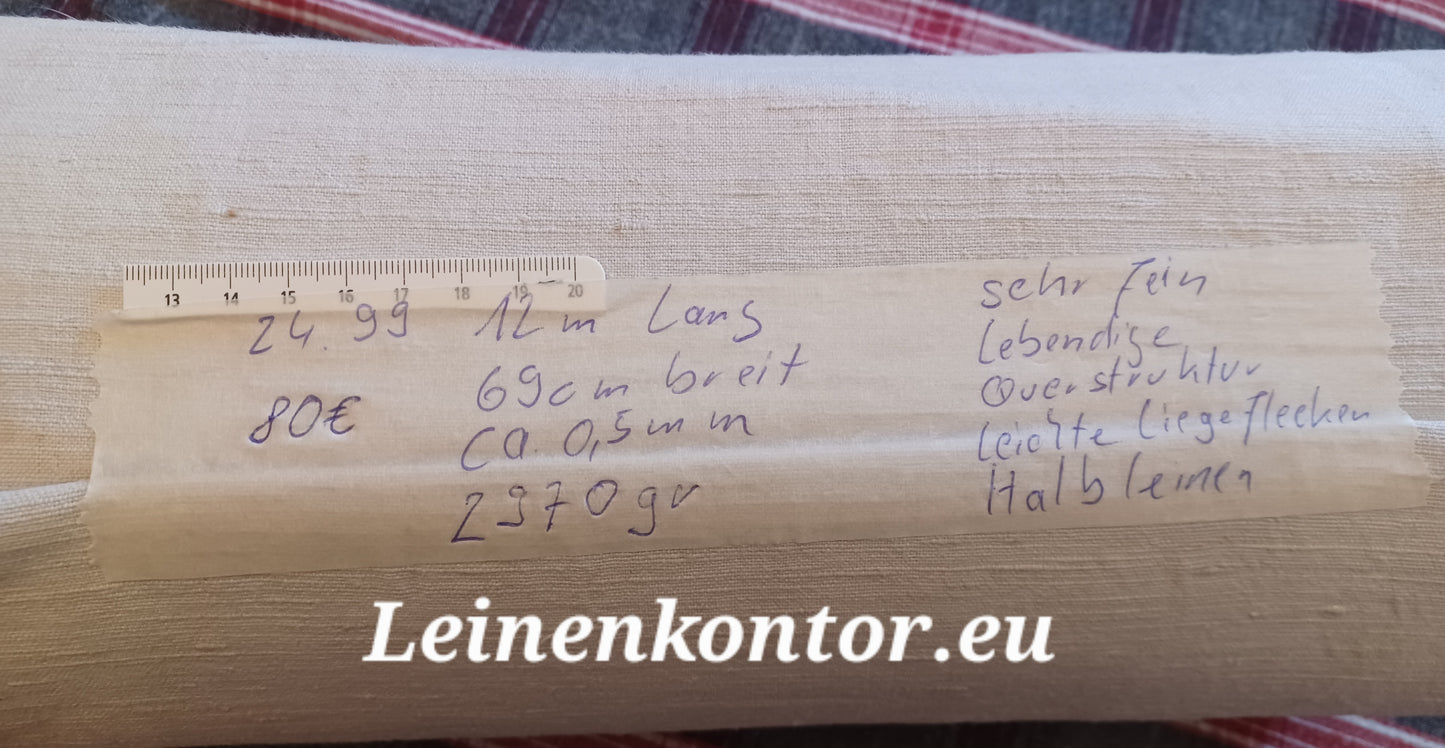 13 14 15 16 17 18 19 20
24.99
80€
12 m Lang
69cm breit
ca. 0,5mm
2970gr
sehr fein
lebendige
Querstruktur
leichte Liegeflecken
Halbleinen
Leinenkontor.eu